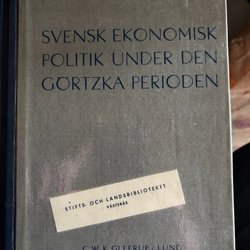 SVENSK EKONOMISK
POLITIK UNDER DEN
GÖRTZKA PERIODEN
STIFTS- OCH LANDSBIBLIOTEKET
VÄSTERÅS
C.W.K. GLEERUP / LUND